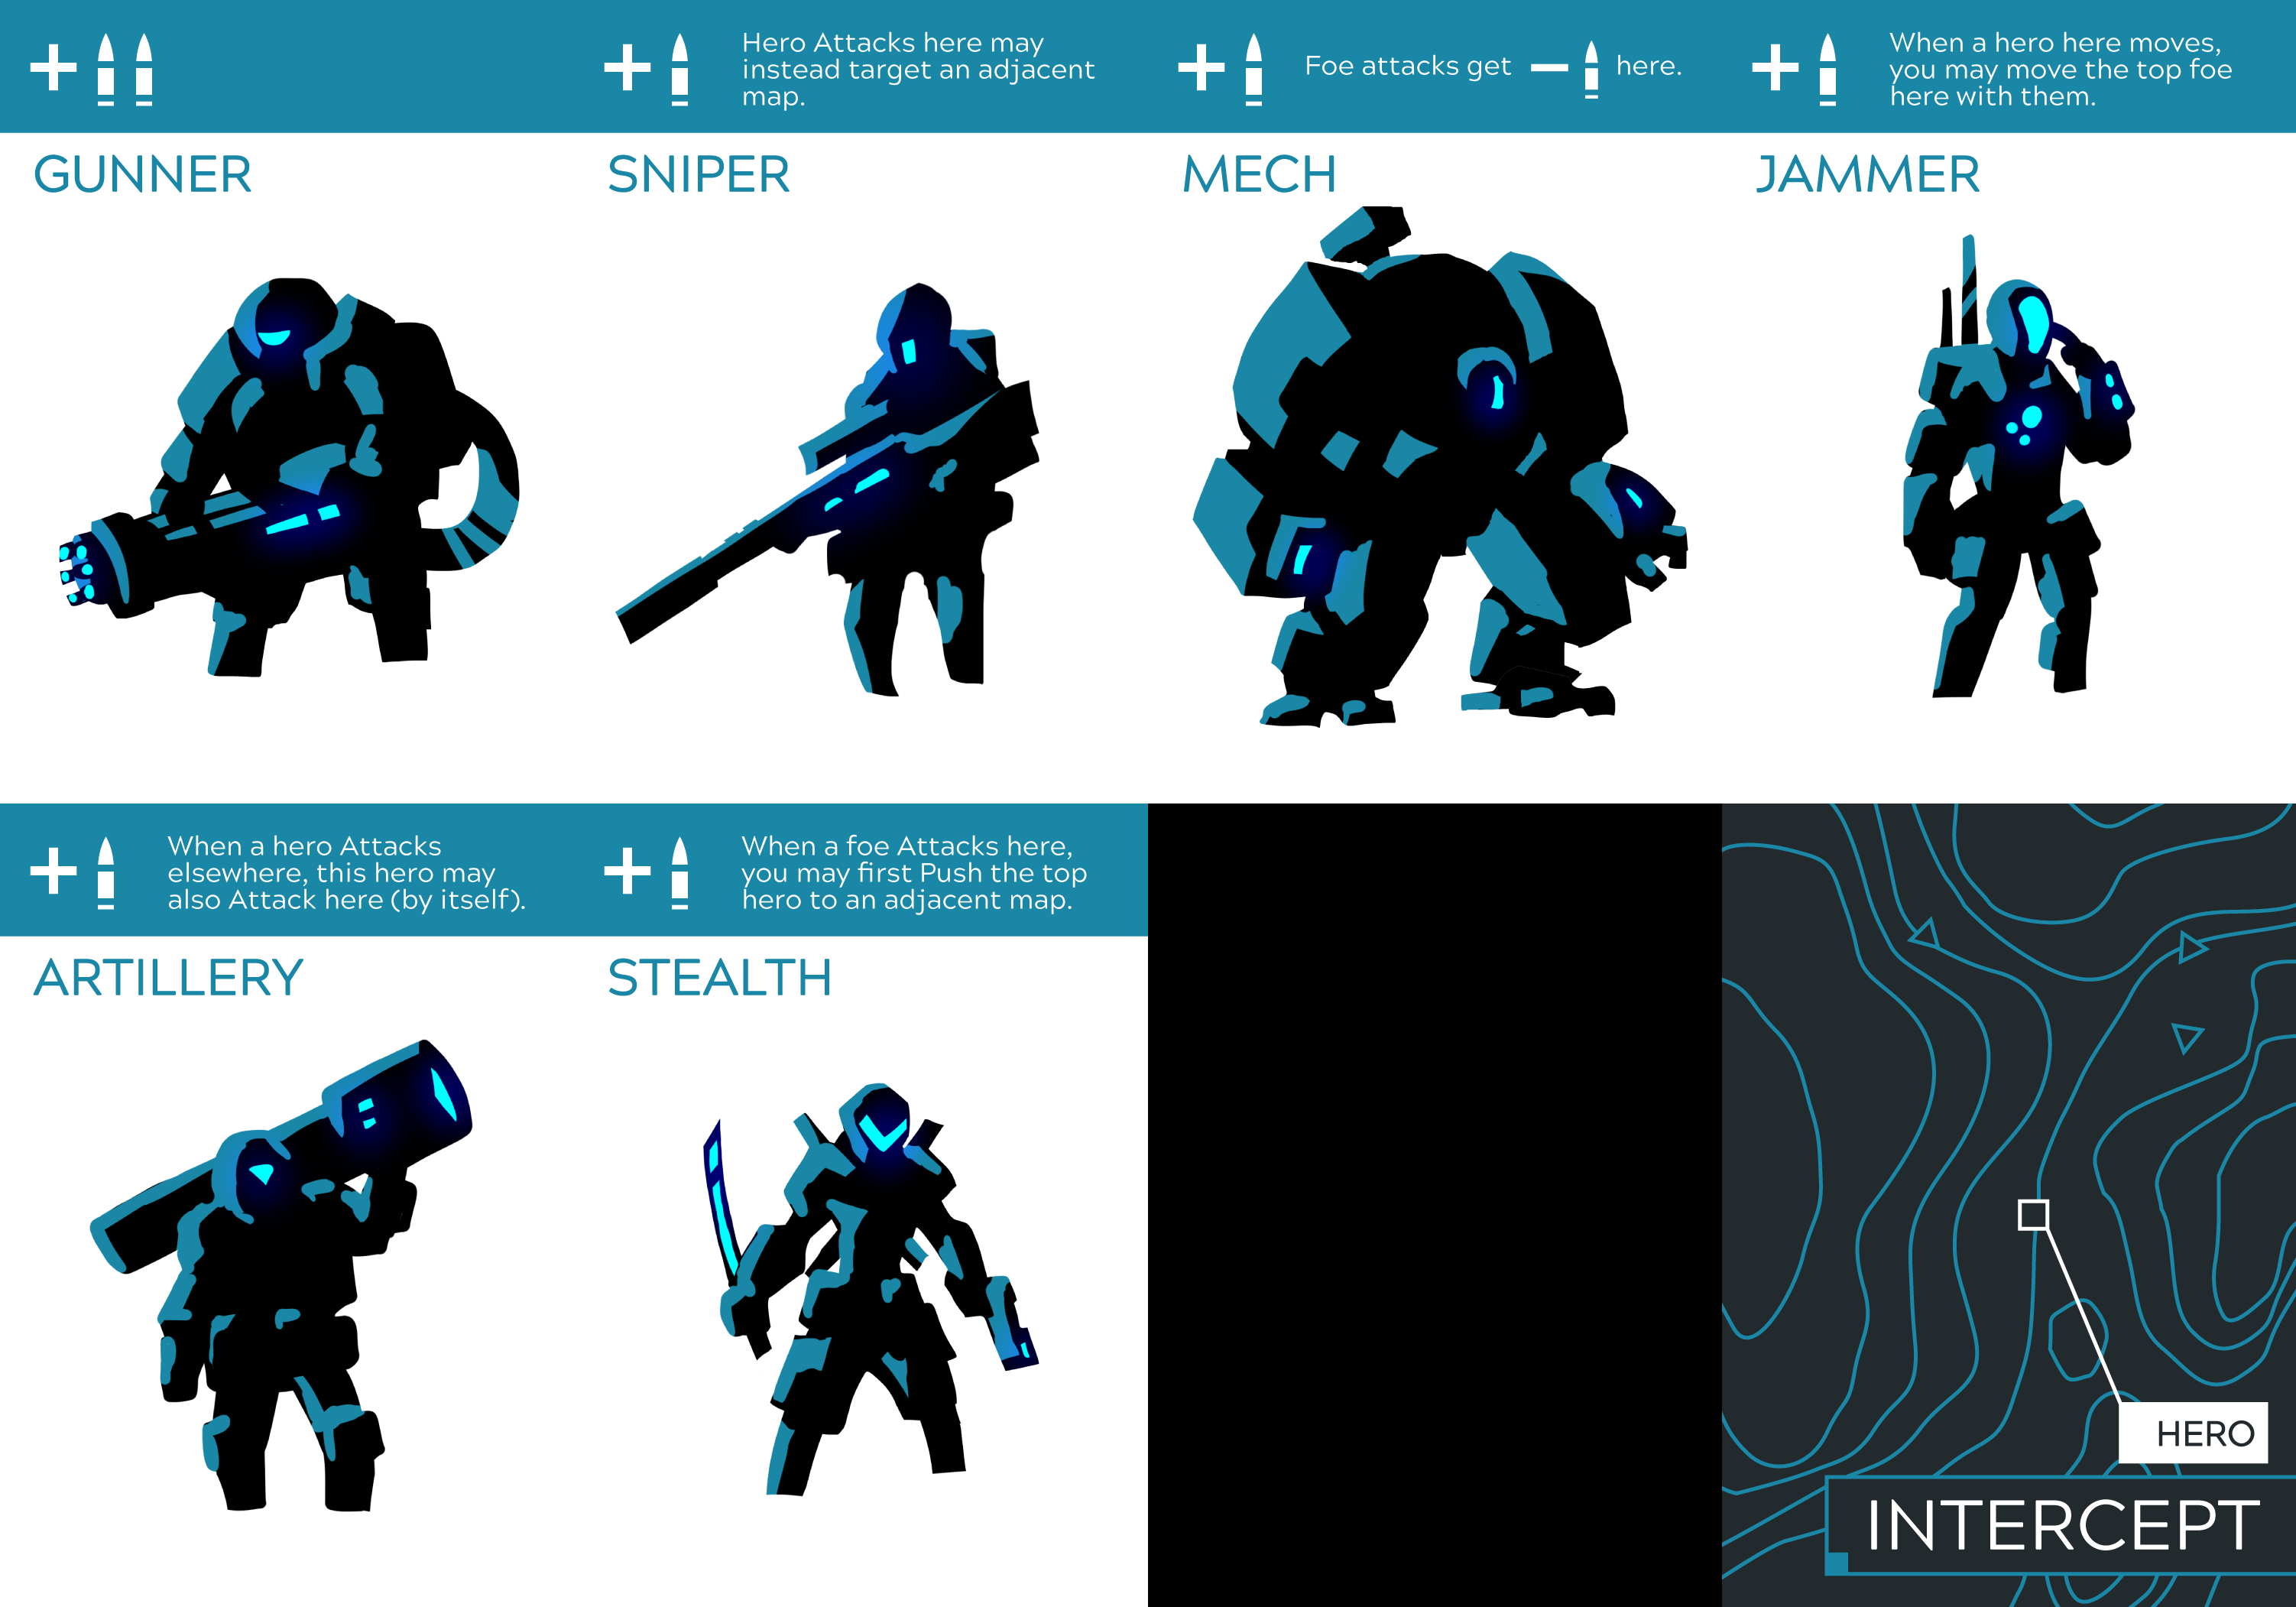 Hero Attacks here may
instead target an adjacent
map.
Foe attacks get — here.
When a hero here moves,
you may move the top foe
here with them.
GUNNER
SNIPER
MECH
JAMMER
When a hero Attacks
elsewhere, this hero may
also Attack here (by itself).
When a foe Attacks here,
you may first Push the top
hero to an adjacent map.
ARTILLERY
STEALTH
HERO
INTERCEPT